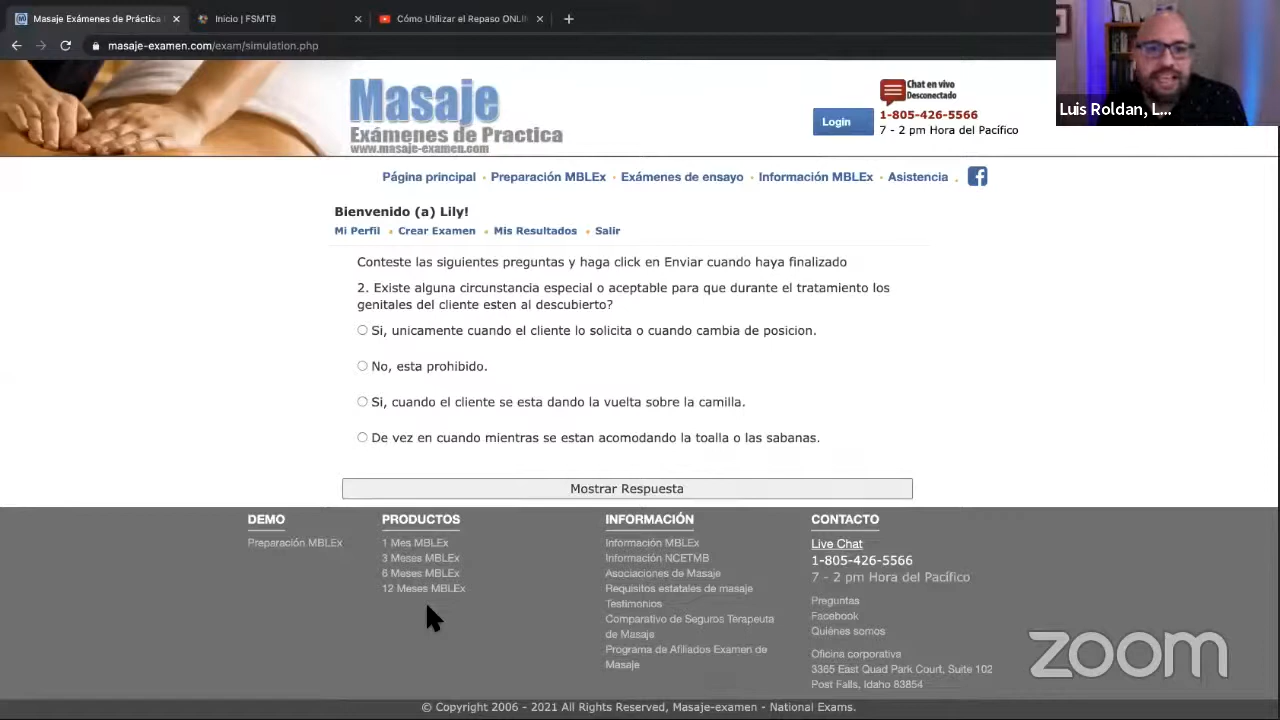 Masaje Exámenes de Práctica
Inicio | FSMTB
Cómo Utilizar el Repaso ONLIN
masaje-examen.com/exam/simulation.php
Luis Roldan, L...
Masaje
Exámenes de Practica
www.masaje-examen.com
Login
Chat en vivo
Desconectado
1-805-426-5566
7 - 2 pm Hora del Pacífico
Página principal Preparación MBLEx Exámenes de ensayo Información MBLEx Asistencia
Bienvenido (a) Lily!
Mi Perfil Crear Examen Mis Resultados Salir
Conteste las siguientes preguntas y haga click en Enviar cuando haya finalizado
2. Existe alguna circunstancia especial o aceptable para que durante el tratamiento los
genitales del cliente esten al descubierto?
Si, unicamente cuando el cliente lo solicita o cuando cambia de posicion.
No, esta prohibido.
Si, cuando el cliente se esta dando la vuelta sobre la camilla.
De vez en cuando mientras se estan acomodando la toalla o las sabanas.
Mostrar Respuesta
DEMO
Preparación MBLEx
PRODUCTOS
1 Mes MBLEx
3 Meses MBLEx
6 Meses MBLEx
12 Meses MBLEx
INFORMACIÓN
Información MBLEx
Información NCETMB
Asociaciones de Masaje
Requisitos estatales de masaje
Testimonios
Comparativo de Seguros Terapeuta
de Masaje
Programa de Afiliados Examen de
Masaje
CONTACTO
Live Chat
1-805-426-5566
7 - 2 pm Hora del Pacífico
Preguntas
Facebook
Quiénes somos
Oficina corporativa
3365 East Quad Park Court, Suite 102
Post Falls, Idaho 83854
zoom
© Copyright 2006 - 2021 All Rights Reserved, Masaje-examen - National Exams.